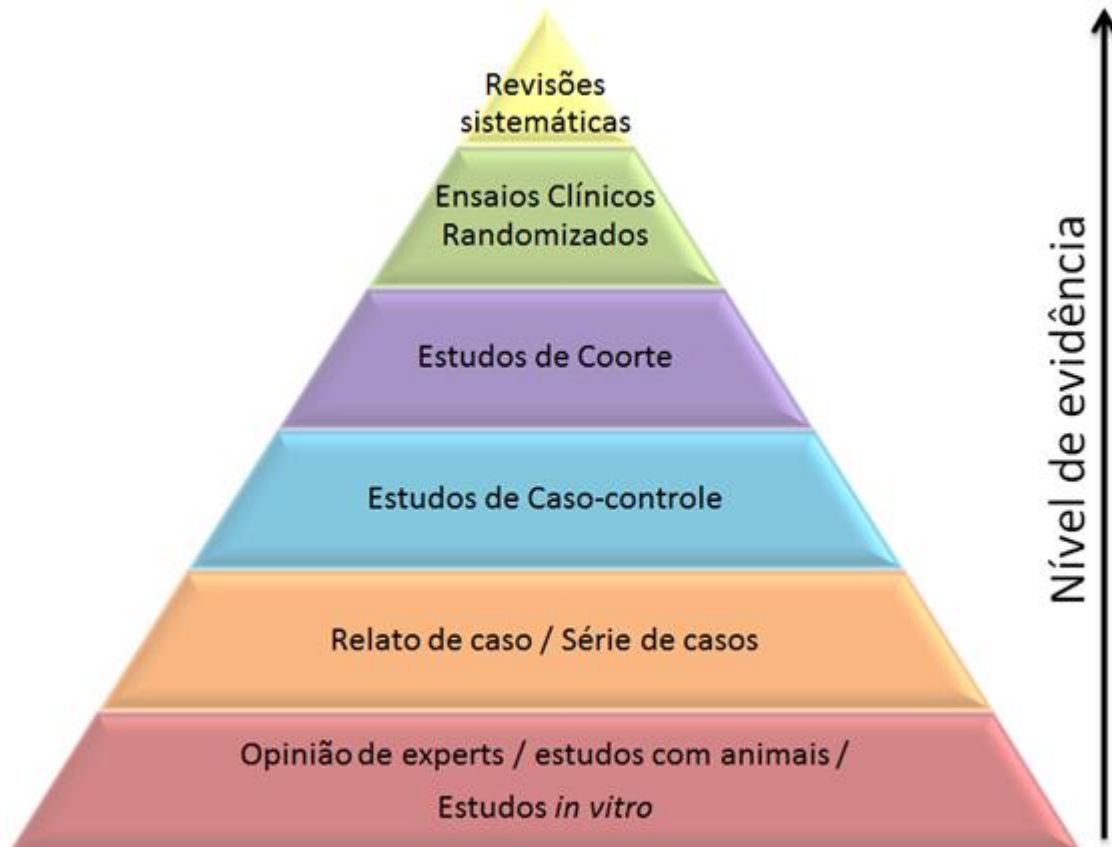 Revisões
sistemáticas
Ensaios Clínicos
Randomizados
Estudos de Coorte
Estudos de Caso-controle
Relato de caso / Série de casos
Opinião de experts / estudos com animais /
Estudos in vitro
Nível de evidência